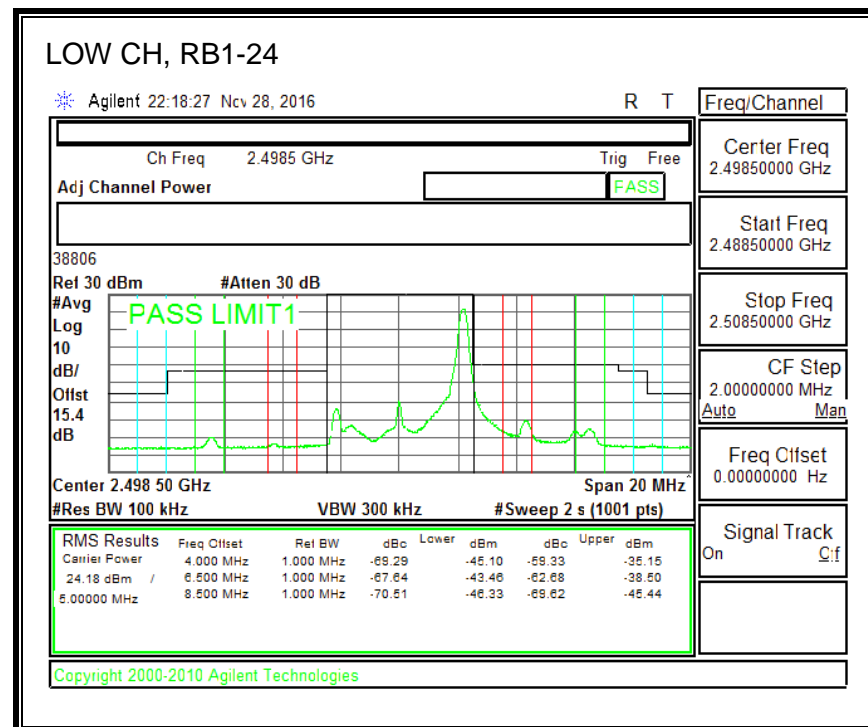 LOW CH, RB1-24
Agilent 22:18:27 Nov 28, 2016 R T
Freq/Channel
Ch Freq 2.4985 GHz Trig Free
Adj Channel Power PASS
Center Freq
2.49850000 GHz
Start Freq
2.48850000 GHz
Stop Freq
2.50850000 GHz
CF Step
2.00000000 MHz
Auto Man
Freq Offset
0.00000000 Hz
Signal Track
On Off
38806
Ref 30 dBm #Atten 30 dB
#Avg
Log
10
dB/
Offst
15.4
dB
PASS LIMIT1
Center 2.498 50 GHz Span 20 MHz^
#Res BW 100 kHz VBW 300 kHz #Sweep 2 s (1001 pts)
RMS Results Freq Offset Ref BW dBc Lower dBm dBc Upper dBm
Carrier Power 4.000 MHz 1.000 MHz -69.29 -45.10 -59.33 -35.15
24.18 dBm / 6.500 MHz 1.000 MHz -67.64 -43.46 -62.68 -38.50
5.00000 MHz 8.500 MHz 1.000 MHz -70.51 -46.33 -69.62 -45.44
Copyright 2000-2010 Agilent Technologies